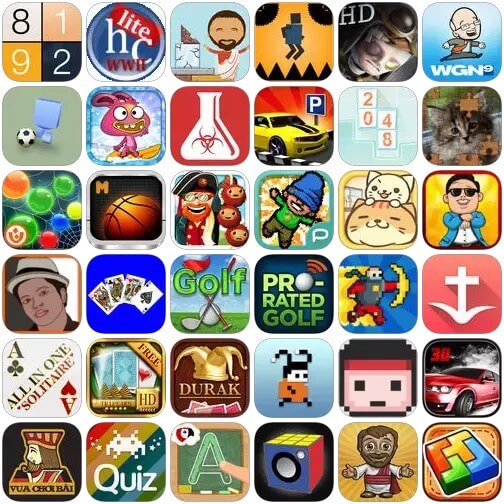 8 1
9 2
lite
hc
WWII
HD
WGN9
P
2 0
4 8
M
U
P
Golf
PRO-
RATED
GOLF
A
ALL IN ONE
SOLITAIRE
A
FREE
HD
DURAK
3D
VUA CHƠI BÀI
Quiz
A